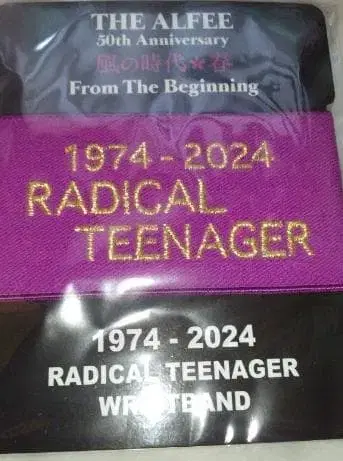 THE ALFEE
50th Anniversary
風の時代★春
From The Beginning
1974 - 2024
RADICAL
TEENAGER
1974 - 2024
RADICAL TEENAGER
WRISTBAND